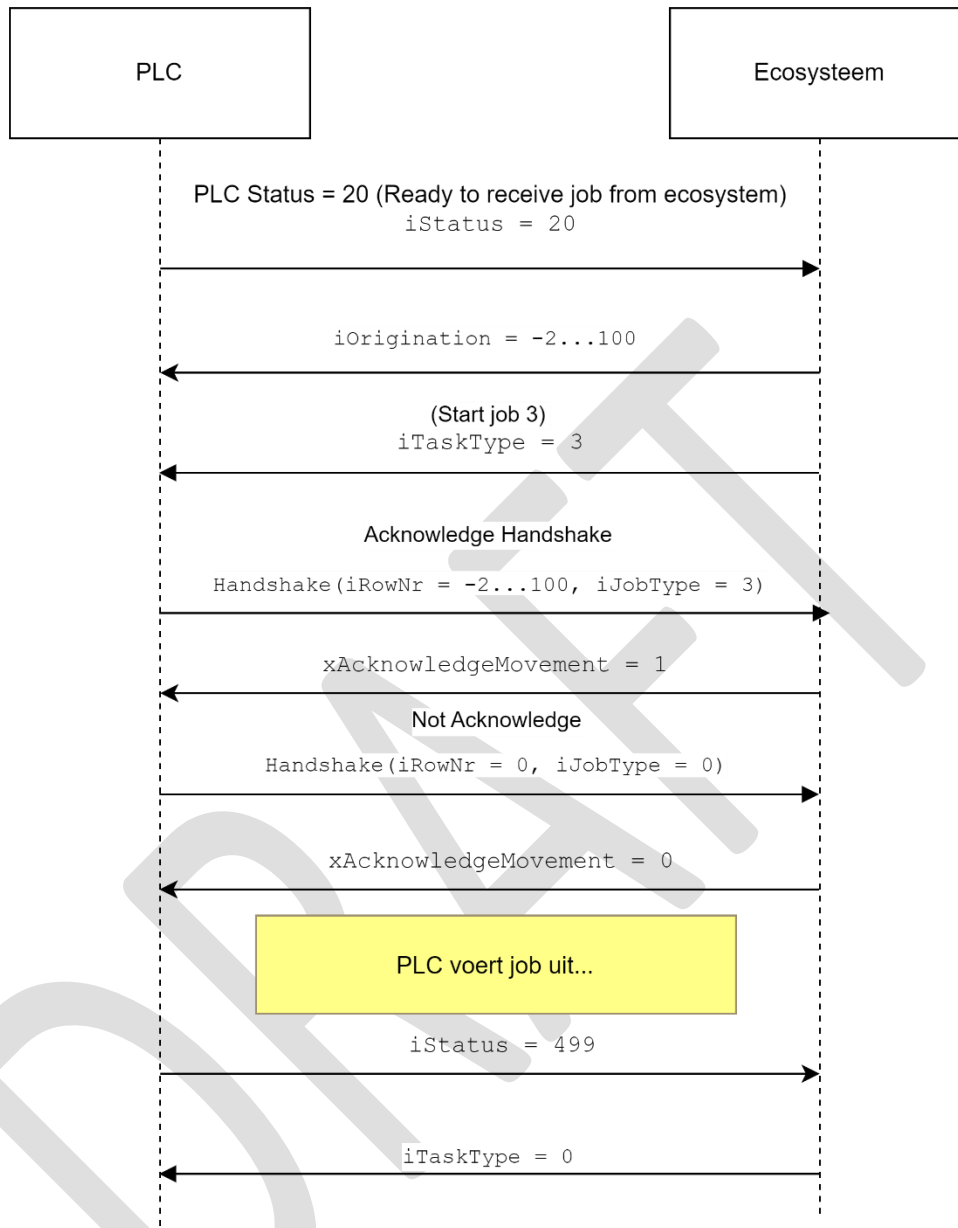 PLC
Ecosysteem
PLC Status = 20 (Ready to receive job from ecosystem)
iStatus = 20
iOrigination = -2...100
(Start job 3)
iTaskType = 3
Acknowledge Handshake
Handshake(iRowNr = -2...100, iJobType = 3)
xAcknowledgeMovement = 1
Not Acknowledge
Handshake(iRowNr = 0, iJobType = 0)
xAcknowledgeMovement = 0
PLC voert job uit...
iStatus = 499
iTaskType = 0
DRAFT